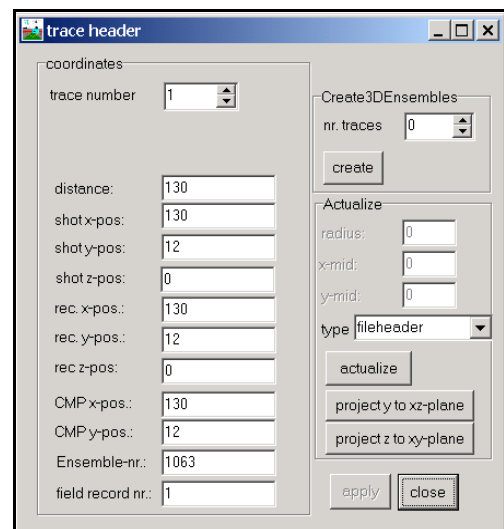 trace header
coordinates
trace number 1
distance: 130
shot x-pos: 130
shot y-pos: 12
shot z-pos: 0
rec. x-pos.: 130
rec. y-pos.: 12
rec z-pos: 0
CMP x-pos.: 130
CMP y-pos.: 12
Ensemble-nr.: 1063
field record nr.: 1
Create3DEnsembles
nr. traces 0
create
Actualize
radius: 0
x-mid: 0
y-mid: 0
type fileheader
actualize
project y to xz-plane
project z to xy-plane
apply close